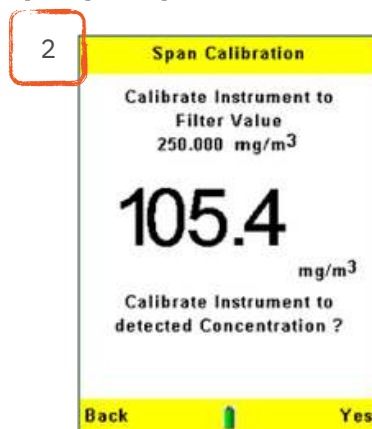 2
Span Calibration
Calibrate Instrument to
Filter Value
250.000 mg/m³
105.4
mg/m³
Calibrate Instrument to
detected Concentration ?
Back Yes